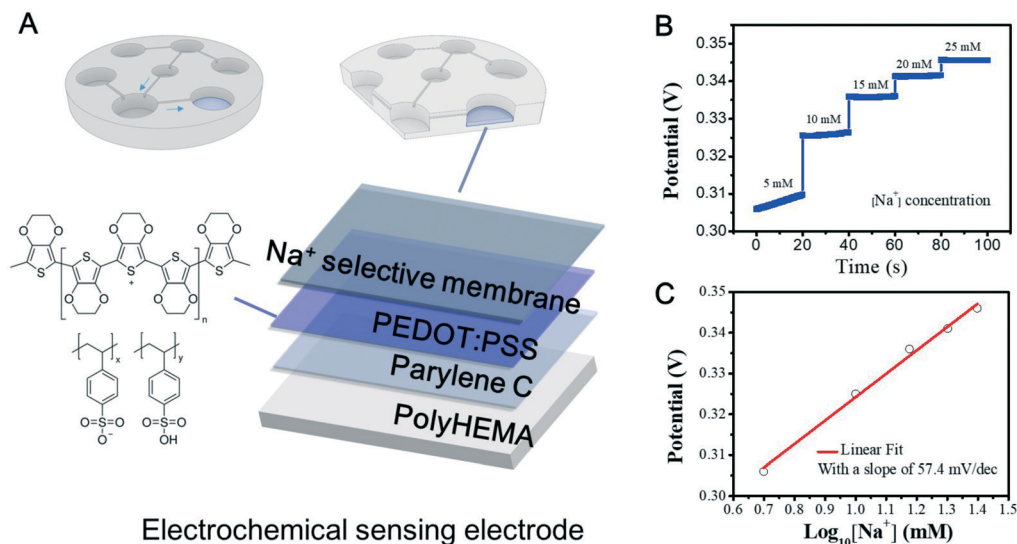 A
Na⁺ selective membrane
PEDOT:PSS
Parylene C
PolyHEMA
O O O O O O
S S S S S
+
O O O O
n
x y
O=S=O O=S=O
O⁻ OH
Electrochemical sensing electrode
B
Potential (V)
0.35
0.34
0.33
0.32
0.31
0.30
5 mM
10 mM
15 mM
20 mM
25 mM
[Na⁺] concentration
0 20 40 60 80 100
Time (s)
C
Potential (V)
0.35
0.34
0.33
0.32
0.31
0.30
Linear Fit
With a slope of 57.4 mV/dec
0.5 0.6 0.7 0.8 0.9 1.0 1.1 1.2 1.3 1.4 1.5
Log₁₀[Na⁺] (mM)